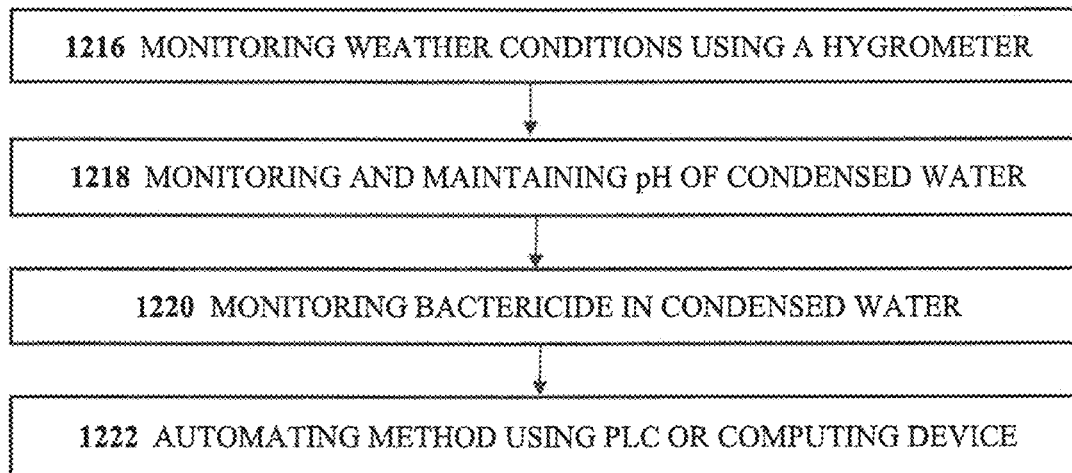 1216 MONITORING WEATHER CONDITIONS USING A HYGROMETER
1218 MONITORING AND MAINTAINING pH OF CONDENSED WATER
1220 MONITORING BACTERICIDE IN CONDENSED WATER
1222 AUTOMATING METHOD USING PLC OR COMPUTING DEVICE